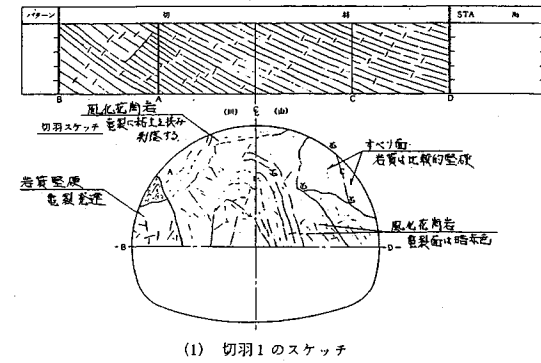 パターン 切 羽 STA №
B A C D
風化花崗岩
亀裂に粘土を挟み
剥落する
(川) ℄ (山)
切羽スケッチ
すべり面
岩質は比較的堅硬
岩質堅硬
亀裂発達
A
C
風化花崗岩
亀裂面は暗赤色
B D
(1) 切羽1のスケッチ